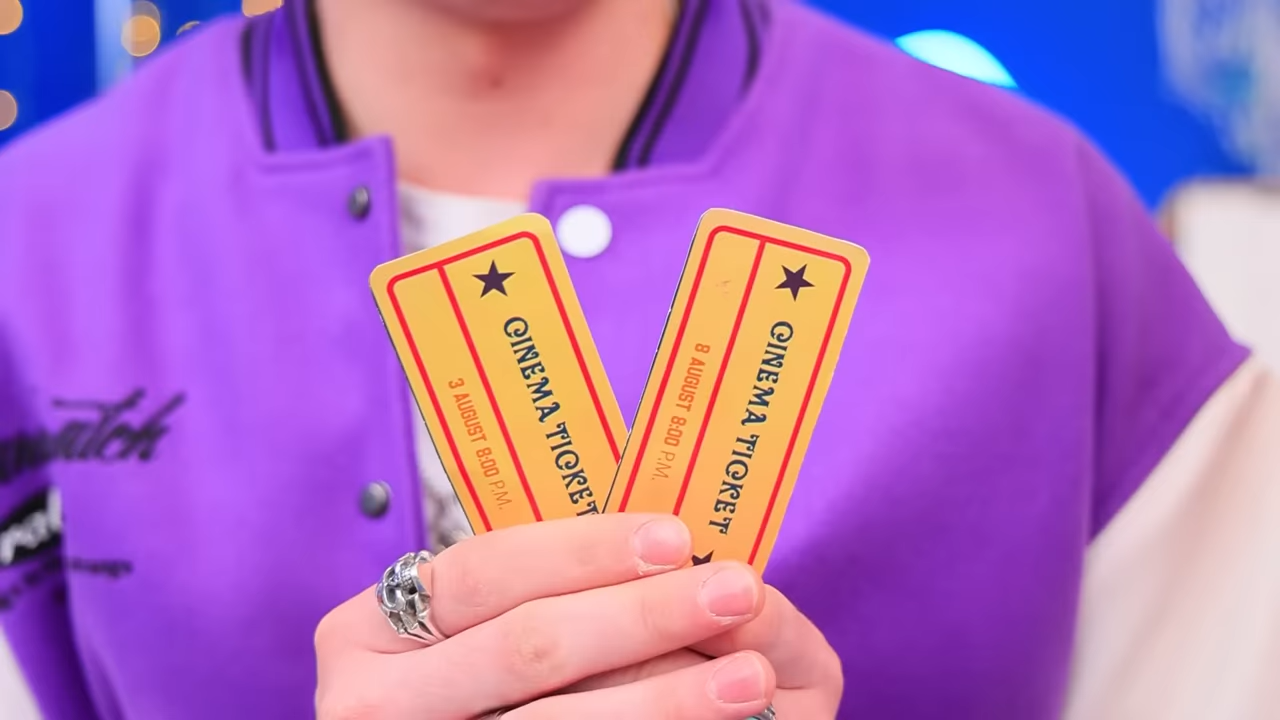 CINEMA TICKET
3 AUGUST 8:00 P.M.
CINEMA TICKET
8 AUGUST 8:00 P.M.